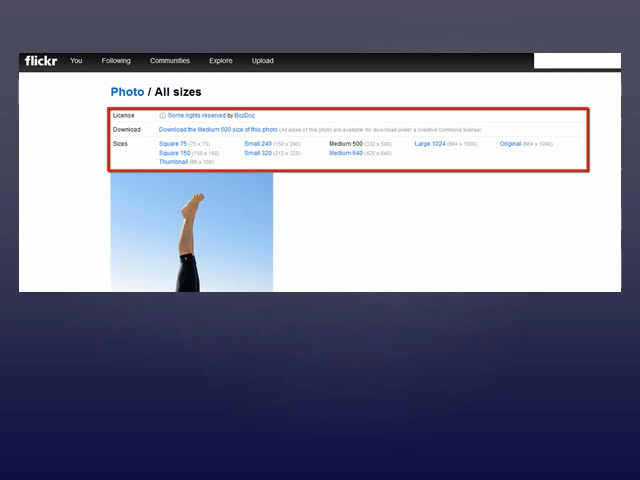 flickr You Following Communities Explore Upload
Photo / All sizes
License Some rights reserved by BozDoz
Download Download the Medium 500 size of this photo (All sizes of this photo are available for download under a Creative Commons license)
Sizes Square 75 (75 x 75) Small 240 (159 x 240) Medium 500 (332 x 500) Large 1024 (664 x 1000) Original (664 x 1000)
Square 150 (150 x 150) Small 320 (212 x 320) Medium 640 (425 x 640)
Thumbnail (66 x 100)